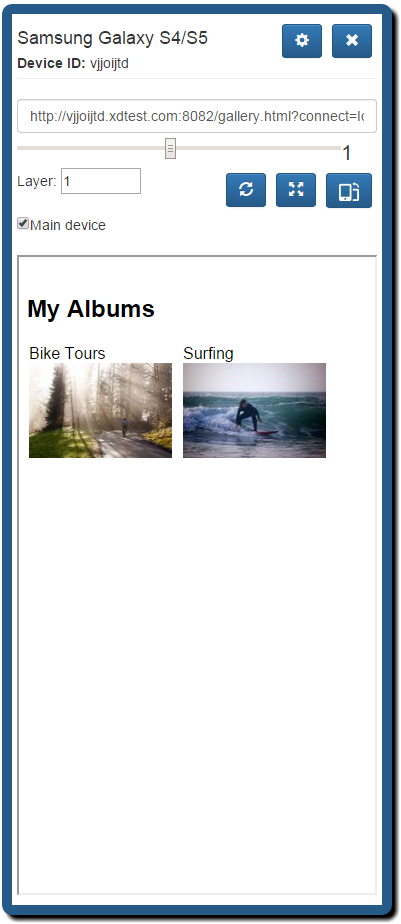 Samsung Galaxy S4/S5
Device ID: vjjoijtd
http://vjjoijtd.xdtest.com:8082/gallery.html?connect=lc
1
Layer: 1
Main device
My Albums
Bike Tours Surfing